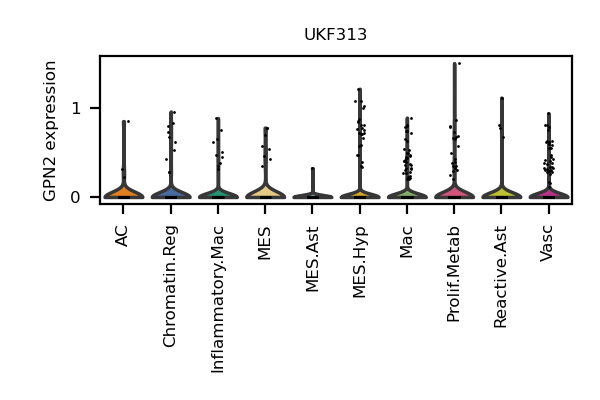 UKF313
GPN2 expression
1
0
AC
Chromatin.Reg
Inflammatory.Mac
MES
MES.Ast
MES.Hyp
Mac
Prolif.Metab
Reactive.Ast
Vasc